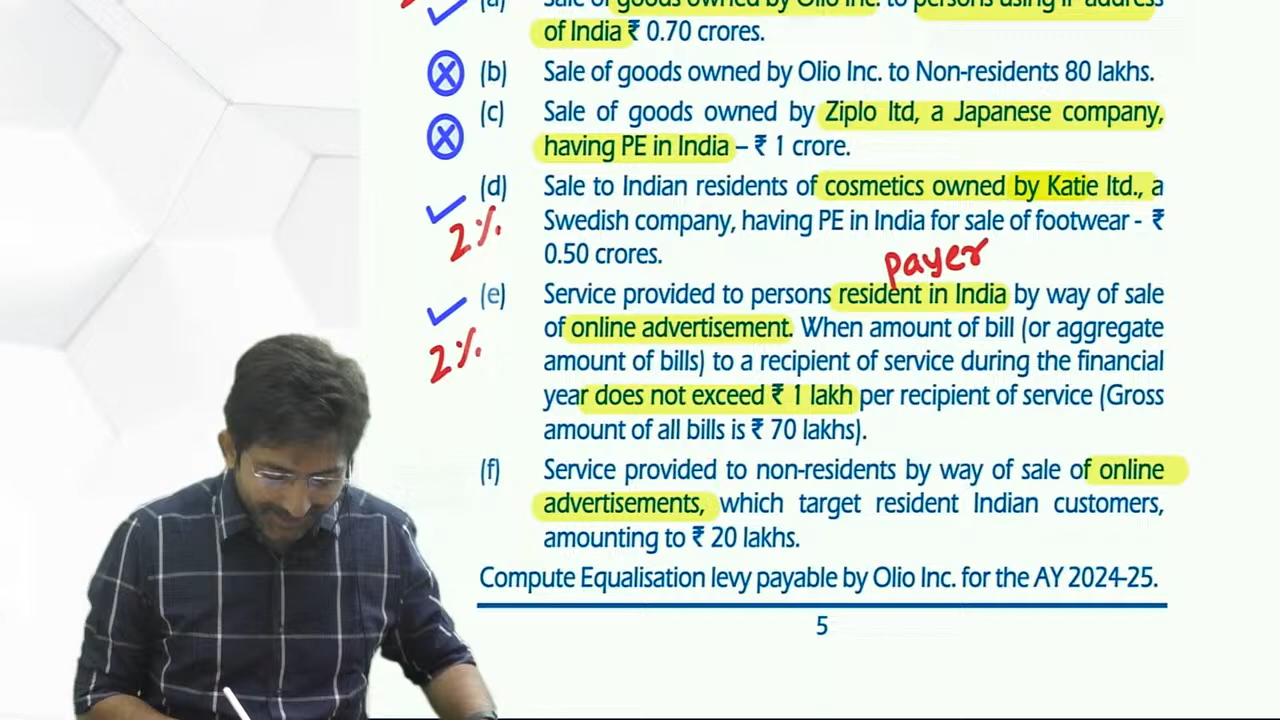 (a) Sale of goods owned by Olio Inc. to persons using IP address
of India ₹ 0.70 crores.
(b) Sale of goods owned by Olio Inc. to Non-residents 80 lakhs.
(c) Sale of goods owned by Ziplo ltd, a Japanese company,
having PE in India – ₹ 1 crore.
(d) Sale to Indian residents of cosmetics owned by Katie ltd., a
2%
Swedish company, having PE in India for sale of footwear - ₹
0.50 crores.
payer
(e) Service provided to persons resident in India by way of sale
2%
of online advertisement. When amount of bill (or aggregate
amount of bills) to a recipient of service during the financial
year does not exceed ₹ 1 lakh per recipient of service (Gross
amount of all bills is ₹ 70 lakhs).
(f) Service provided to non-residents by way of sale of online
advertisements, which target resident Indian customers,
amounting to ₹ 20 lakhs.
Compute Equalisation levy payable by Olio Inc. for the AY 2024-25.
5